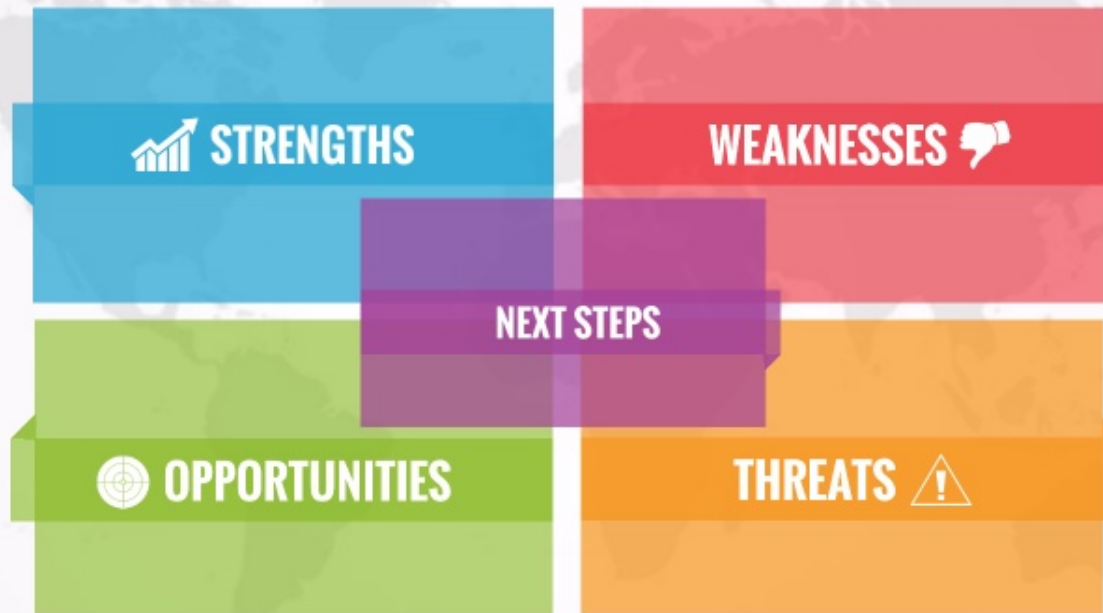 STRENGTHS
WEAKNESSES
NEXT STEPS
OPPORTUNITIES
THREATS